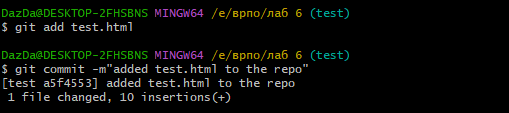 DazDa@DESKTOP-2FHSBNS MINGW64 /e/врпо/лаб 6 (test)
$ git add test.html
DazDa@DESKTOP-2FHSBNS MINGW64 /e/врпо/лаб 6 (test)
$ git commit -m"added test.html to the repo"
[test a5f4553] added test.html to the repo
1 file changed, 10 insertions(+)